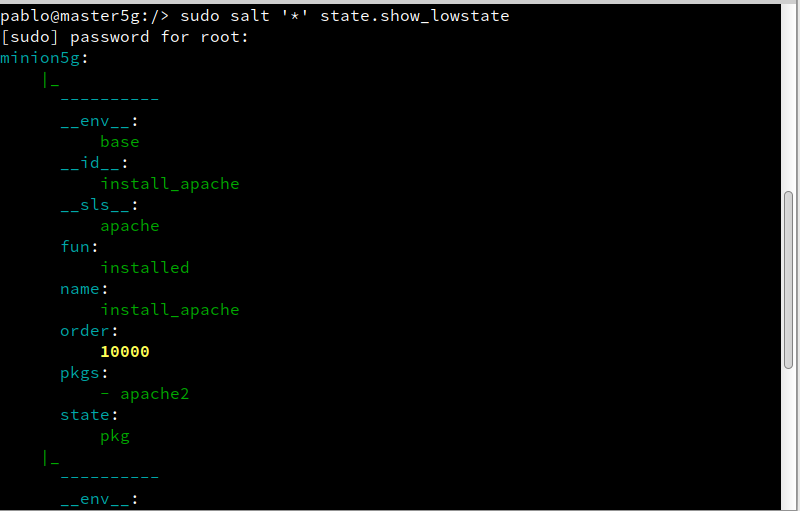 pablo@master5g:/> sudo salt '*' state.show_lowstate
[sudo] password for root:
minion5g:
    |_
      ----------
      __env__:
          base
      __id__:
          install_apache
      __sls__:
          apache
      fun:
          installed
      name:
          install_apache
      order:
          10000
      pkgs:
          - apache2
      state:
          pkg
    |_
      ----------
      __env__: